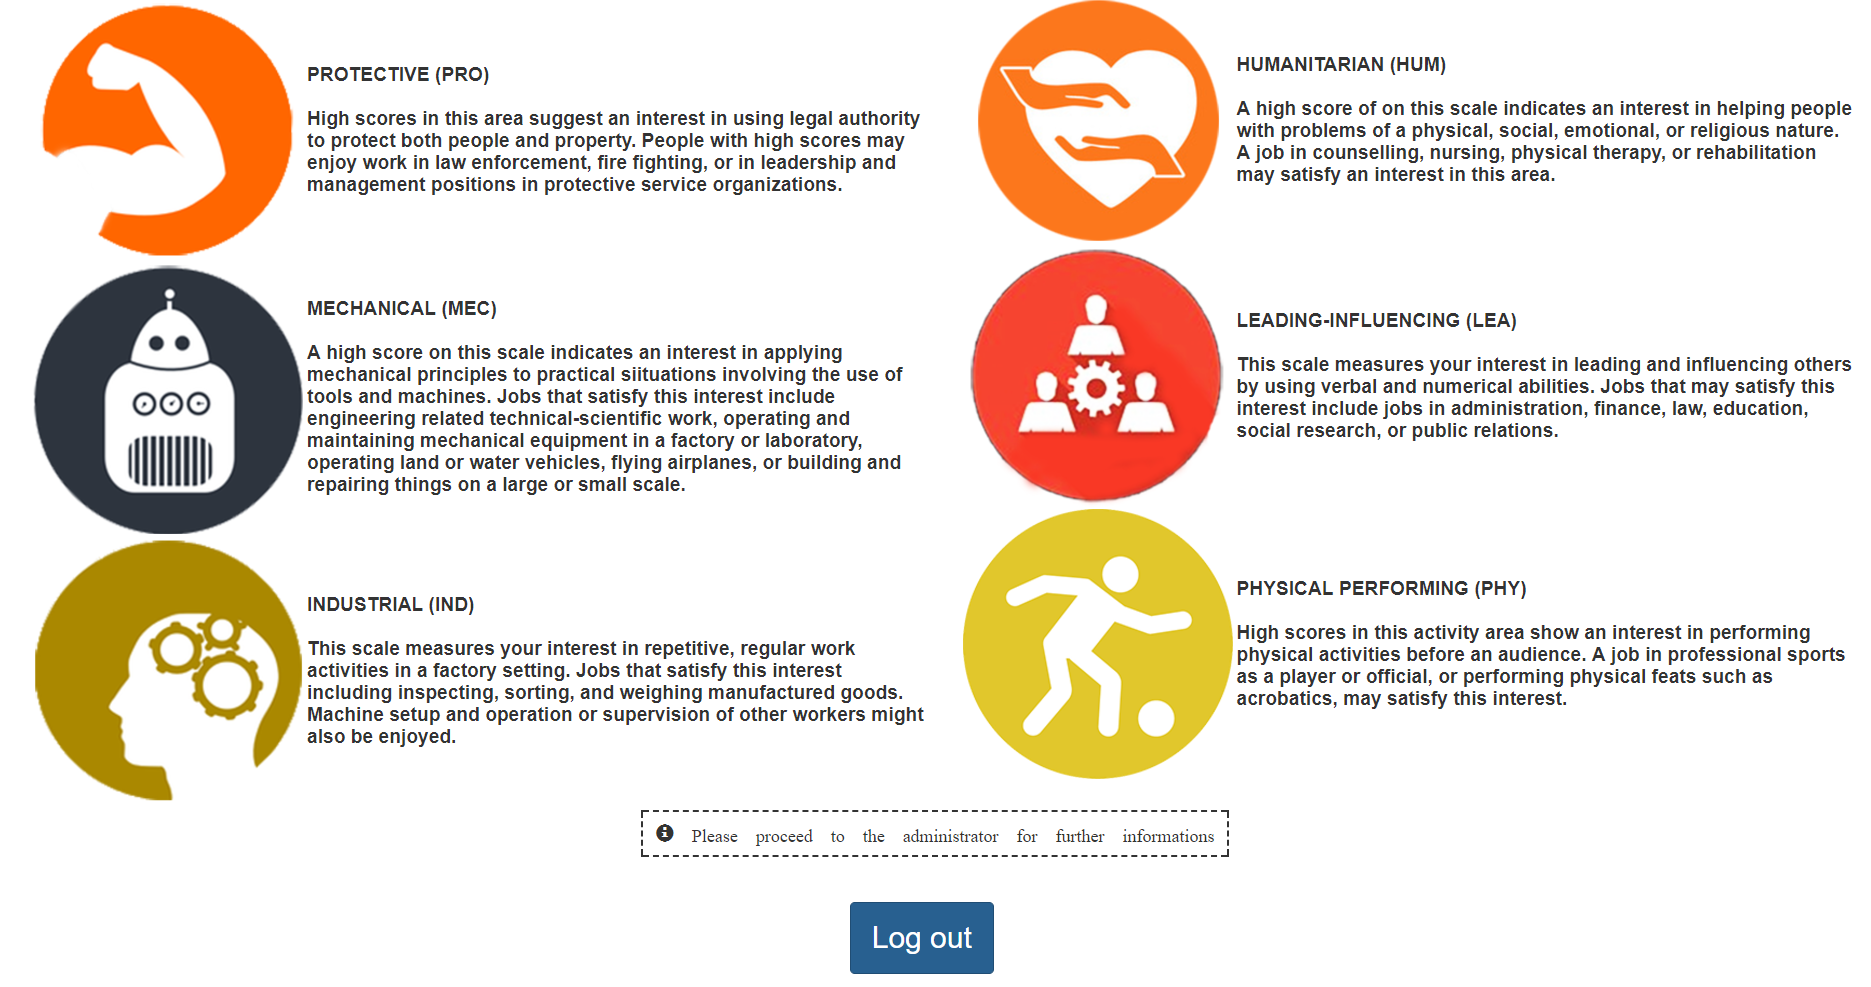 PROTECTIVE (PRO)
High scores in this area suggest an interest in using legal authority
to protect both people and property. People with high scores may
enjoy work in law enforcement, fire fighting, or in leadership and
management positions in protective service organizations.
HUMANITARIAN (HUM)
A high score of on this scale indicates an interest in helping people
with problems of a physical, social, emotional, or religious nature.
A job in counselling, nursing, physical therapy, or rehabilitation
may satisfy an interest in this area.
MECHANICAL (MEC)
A high score on this scale indicates an interest in applying
mechanical principles to practical siituations involving the use of
tools and machines. Jobs that satisfy this interest include
engineering related technical-scientific work, operating and
maintaining mechanical equipment in a factory or laboratory,
operating land or water vehicles, flying airplanes, or building and
repairing things on a large or small scale.
LEADING-INFLUENCING (LEA)
This scale measures your interest in leading and influencing others
by using verbal and numerical abilities. Jobs that may satisfy this
interest include jobs in administration, finance, law, education,
social research, or public relations.
INDUSTRIAL (IND)
This scale measures your interest in repetitive, regular work
activities in a factory setting. Jobs that satisfy this interest
including inspecting, sorting, and weighing manufactured goods.
Machine setup and operation or supervision of other workers might
also be enjoyed.
PHYSICAL PERFORMING (PHY)
High scores in this activity area show an interest in performing
physical activities before an audience. A job in professional sports
as a player or official, or performing physical feats such as
acrobatics, may satisfy this interest.
Please proceed to the administrator for further informations
Log out